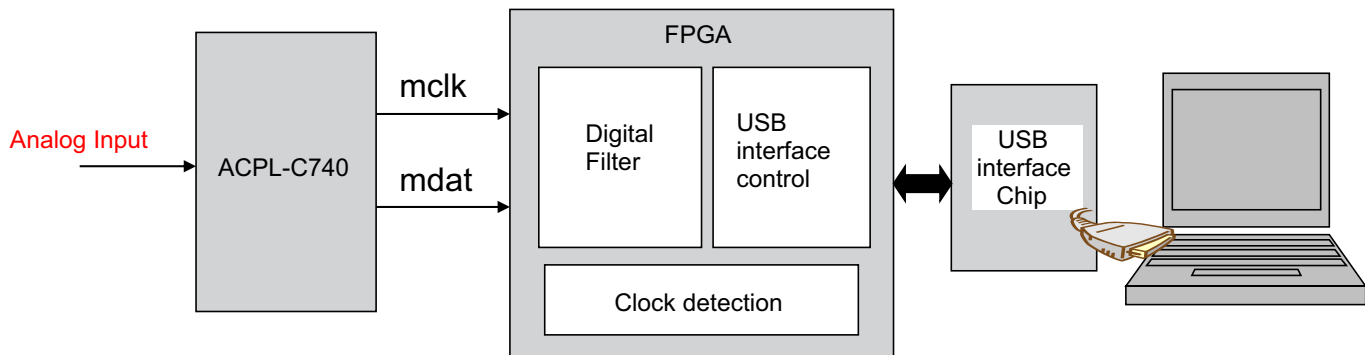 Analog Input
ACPL-C740
mclk
mdat
FPGA
Digital
Filter
USB
interface
control
Clock detection
USB
interface
Chip